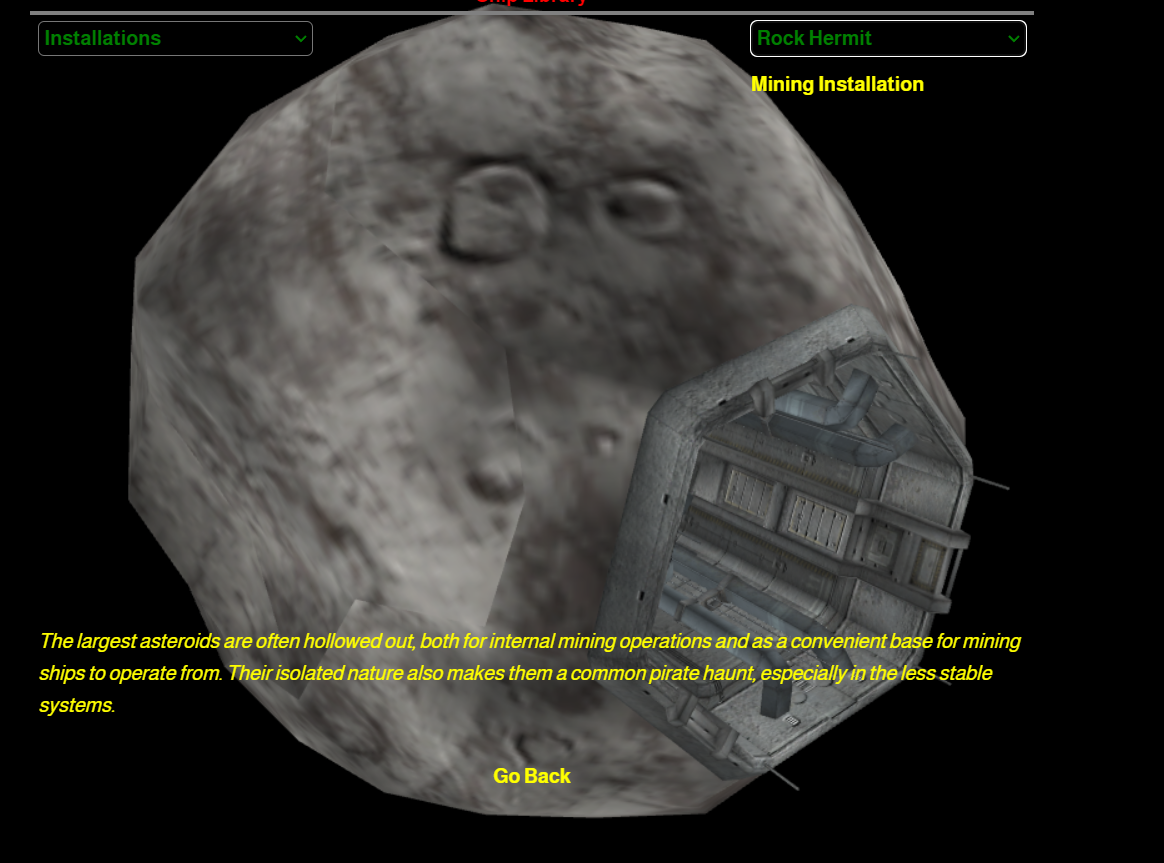 Ship Library
Installations
Rock Hermit
Mining Installation
The largest asteroids are often hollowed out, both for internal mining operations and as a convenient base for mining
ships to operate from. Their isolated nature also makes them a common pirate haunt, especially in the less stable
systems.
Go Back